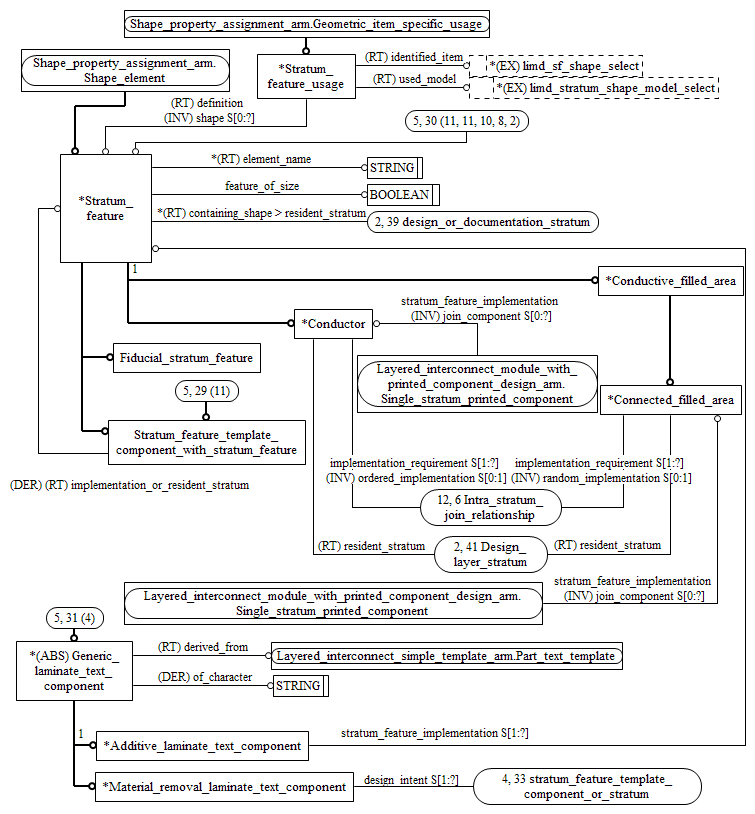 Shape_property_assignment_arm.Geometric_item_specific_usage
Shape_property_assignment_arm.
Shape_element
*Stratum_
feature_usage
(RT) identified_item
*(EX) limd_sf_shape_select
(RT) used_model
*(EX) limd_stratum_shape_model_select
(RT) definition
(INV) shape S[0:?]
5, 30 (11, 11, 10, 8, 2)
*Stratum_
feature
*(RT) element_name
STRING
feature_of_size
BOOLEAN
*(RT) containing_shape > resident_stratum
2, 39 design_or_documentation_stratum
1
*Conductive_filled_area
*Conductor
stratum_feature_implementation
(INV) join_component S[0:?]
Fiducial_stratum_feature
Layered_interconnect_module_with_
printed_component_design_arm.
Single_stratum_printed_component
5, 29 (11)
*Connected_filled_area
Stratum_feature_template_
component_with_stratum_feature
implementation_requirement S[1:?]
(INV) ordered_implementation S[0:1]
implementation_requirement S[1:?]
(INV) random_implementation S[0:1]
(DER) (RT) implementation_or_resident_stratum
12, 6 Intra_stratum_
join_relationship
(RT) resident_stratum
2, 41 Design_
layer_stratum
(RT) resident_stratum
Layered_interconnect_module_with_printed_component_design_arm.
Single_stratum_printed_component
stratum_feature_implementation
(INV) join_component S[0:?]
5, 31 (4)
*(ABS) Generic_
laminate_text_
component
(RT) derived_from
Layered_interconnect_simple_template_arm.Part_text_template
(DER) of_character
STRING
1
*Additive_laminate_text_component
stratum_feature_implementation S[1:?]
*Material_removal_laminate_text_component
design_intent S[1:?]
4, 33 stratum_feature_template_
component_or_stratum